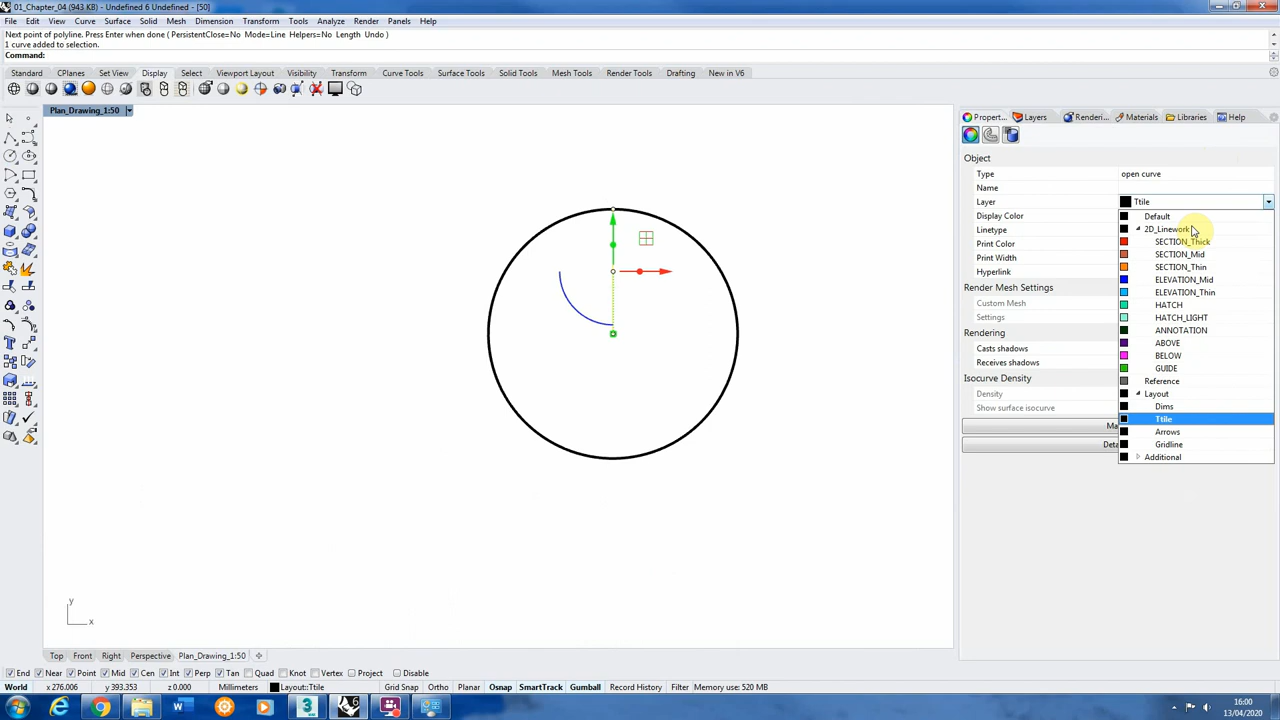 01_Chapter_04 (943 KB) - Undefined 6 Undefined - [50]
File Edit View Curve Surface Solid Mesh Dimension Transform Tools Analyze Render Panels Help
Next point of polyline. Press Enter when done ( PersistentClose=No Mode=Line Helpers=No Length Undo )
1 curve added to selection.
Command:
Standard CPlanes Set View Display Select Viewport Layout Visibility Transform Curve Tools Surface Tools Solid Tools Mesh Tools Render Tools Drafting New in V6
Plan_Drawing_1:50
Propert... Layers Renderi... Materials Libraries Help
Object
Type open curve
Name
Layer Ttile
Display Color Default
Linetype 2D_Linework
SECTION_Thick
Print Color SECTION_Mid
Print Width SECTION_Thin
Hyperlink ELEVATION_Mid
Render Mesh Settings ELEVATION_Thin
Custom Mesh HATCH
Settings HATCH_LIGHT
Rendering ANNOTATION
Casts shadows ABOVE
Receives shadows BELOW
GUIDE
Isocurve Density Reference
Density Layout
Show surface isocurve Dims
Ma Ttile
Arrows
Deta Gridline
Additional
y
x
Top Front Right Perspective Plan_Drawing_1:50
End Near Point Mid Cen Int Perp Tan Quad Knot Vertex Project Disable
World x 276.006 y 393.353 z 0.000 Millimeters Layout::Ttile Grid Snap Ortho Planar Osnap SmartTrack Gumball Record History Filter Memory use: 520 MB
16:00
13/04/2020